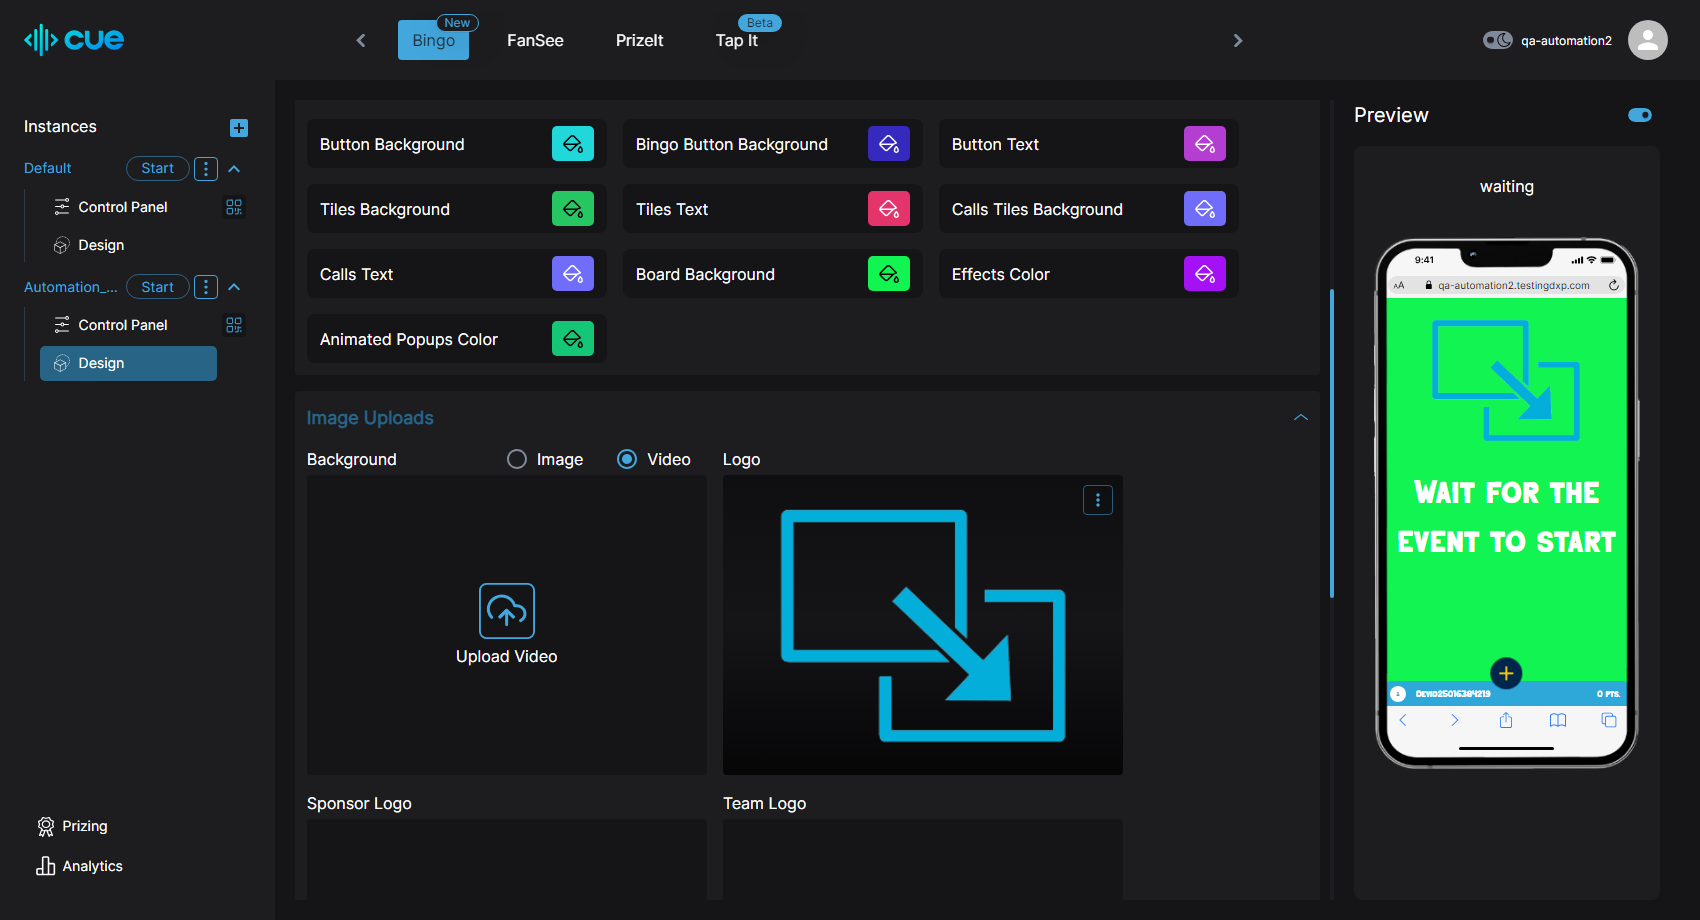 cue
Bingo
New
FanSee
PrizeIt
Tap It
Beta
qa-automation2
Instances
Default
Start
Control Panel
Design
Automation_...
Start
Control Panel
Design
Prizing
Analytics
Button Background
Bingo Button Background
Button Text
Tiles Background
Tiles Text
Calls Tiles Background
Calls Text
Board Background
Effects Color
Animated Popups Color
Image Uploads
Background
Image
Video
Logo
Upload Video
Sponsor Logo
Team Logo
Preview
waiting
9:41
AA
qa-automation2.testingdxp.com
WAIT FOR THE
EVENT TO START
DEVID25016384219
0 PTS.